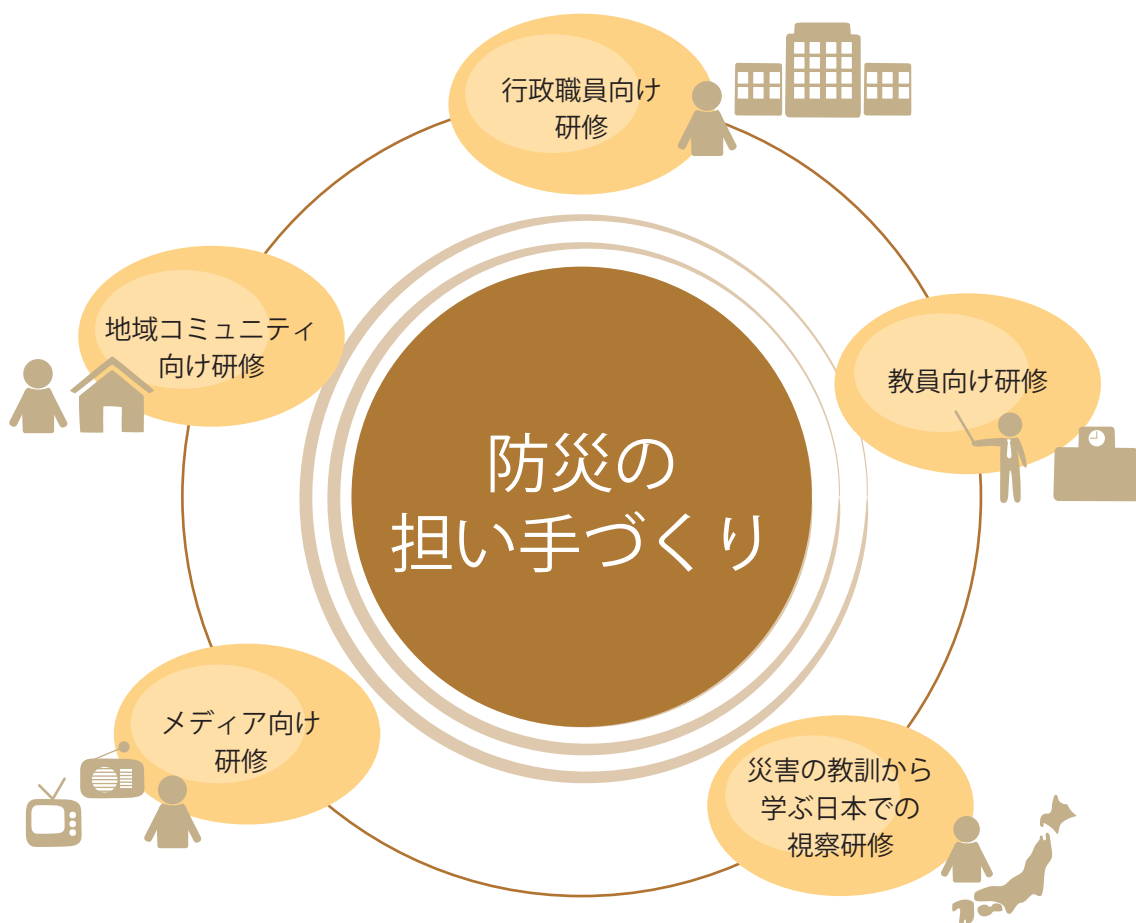 行政職員向け
研修
地域コミュニティ
向け研修
教員向け研修
防災の
担い手づくり
メディア向け
研修
災害の教訓から
学ぶ日本での
視察研修